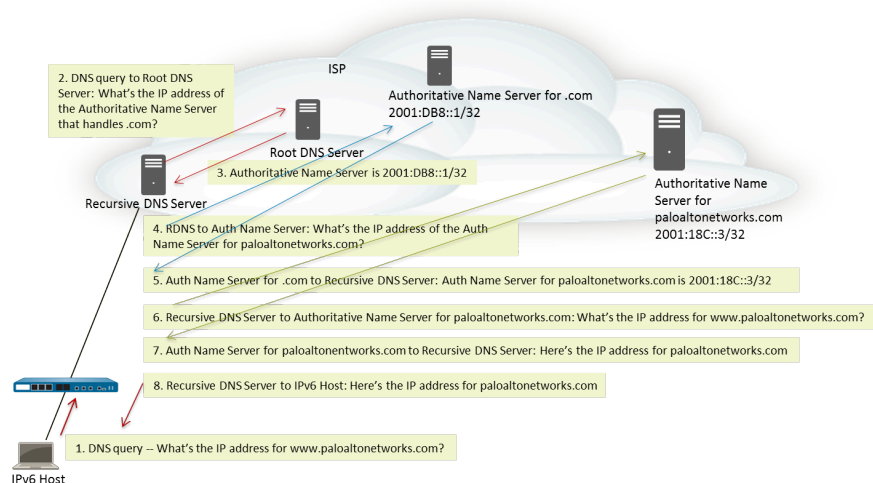 ISP
2. DNS query to Root DNS
Server: What's the IP address of
the Authoritative Name Server
that handles .com?
Authoritative Name Server for .com
2001:DB8::1/32
Root DNS Server
3. Authoritative Name Server is 2001:DB8::1/32
Recursive DNS Server
Authoritative Name
Server for
paloaltonetworks.com
2001:18C::3/32
4. RDNS to Auth Name Server: What's the IP address of the Auth
Name Server for paloaltonetworks.com?
5. Auth Name Server for .com to Recursive DNS Server: Auth Name Server for paloaltonetworks.com is 2001:18C::3/32
6. Recursive DNS Server to Authoritative Name Server for paloaltonetworks.com: What's the IP address for www.paloaltonetworks.com?
7. Auth Name Server for paloaltonentworks.com to Recursive DNS Server: Here's the IP address for paloaltonetworks.com
8. Recursive DNS Server to IPv6 Host: Here's the IP address for paloaltonetworks.com
1. DNS query -- What's the IP address for www.paloaltonetworks.com?
IPv6 Host